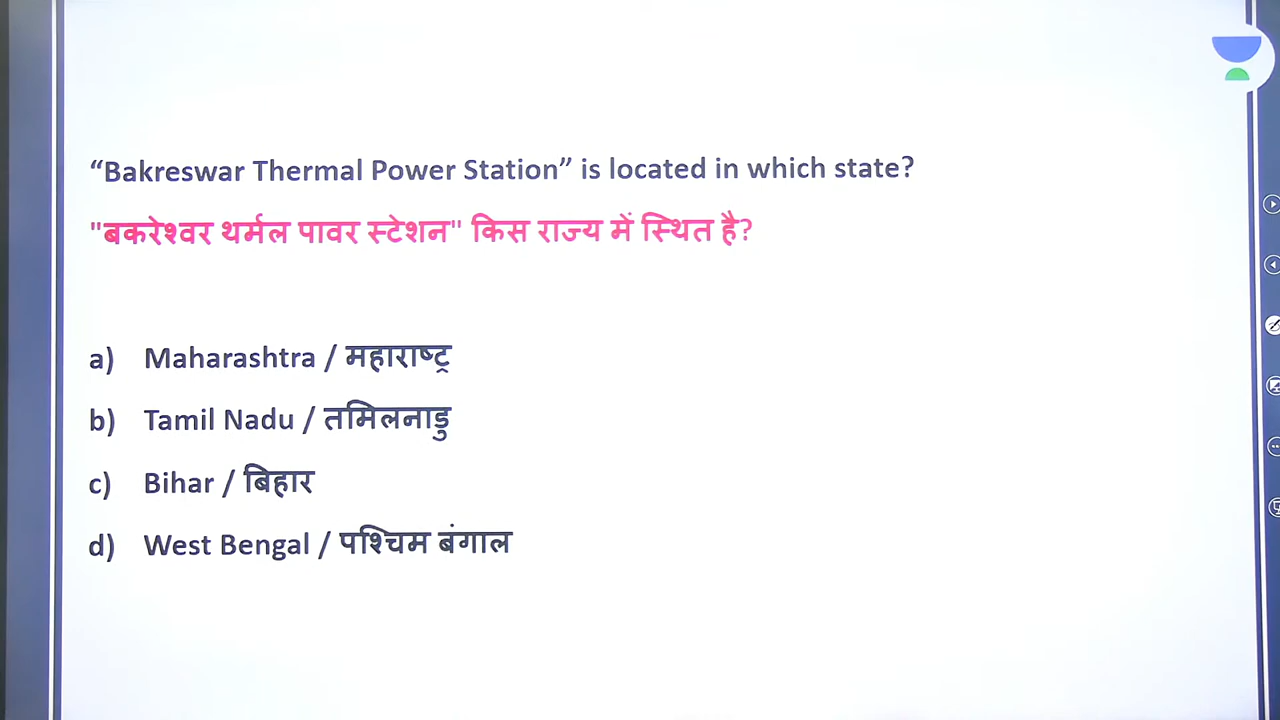 “Bakreswar Thermal Power Station” is located in which state?
"बकरेश्वर थर्मल पावर स्टेशन" किस राज्य में स्थित है?
a) Maharashtra / महाराष्ट्र
b) Tamil Nadu / तमिलनाडु
c) Bihar / बिहार
d) West Bengal / पश्चिम बंगाल